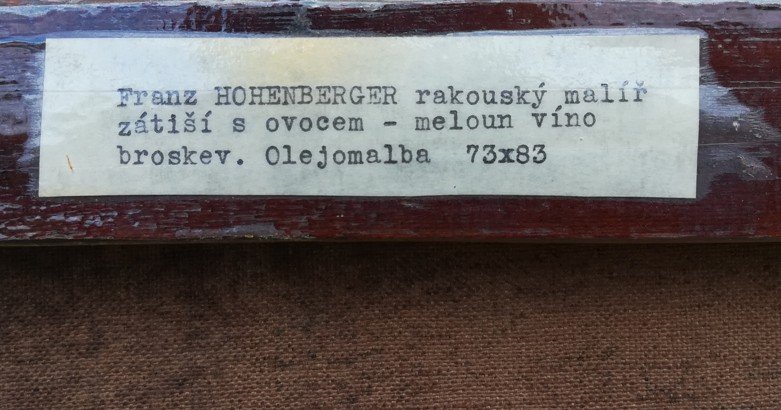 Franz HOHENBERGER rakouský malíř
zátiší s ovocem - meloun víno
broskev. Olejomalba 73x83